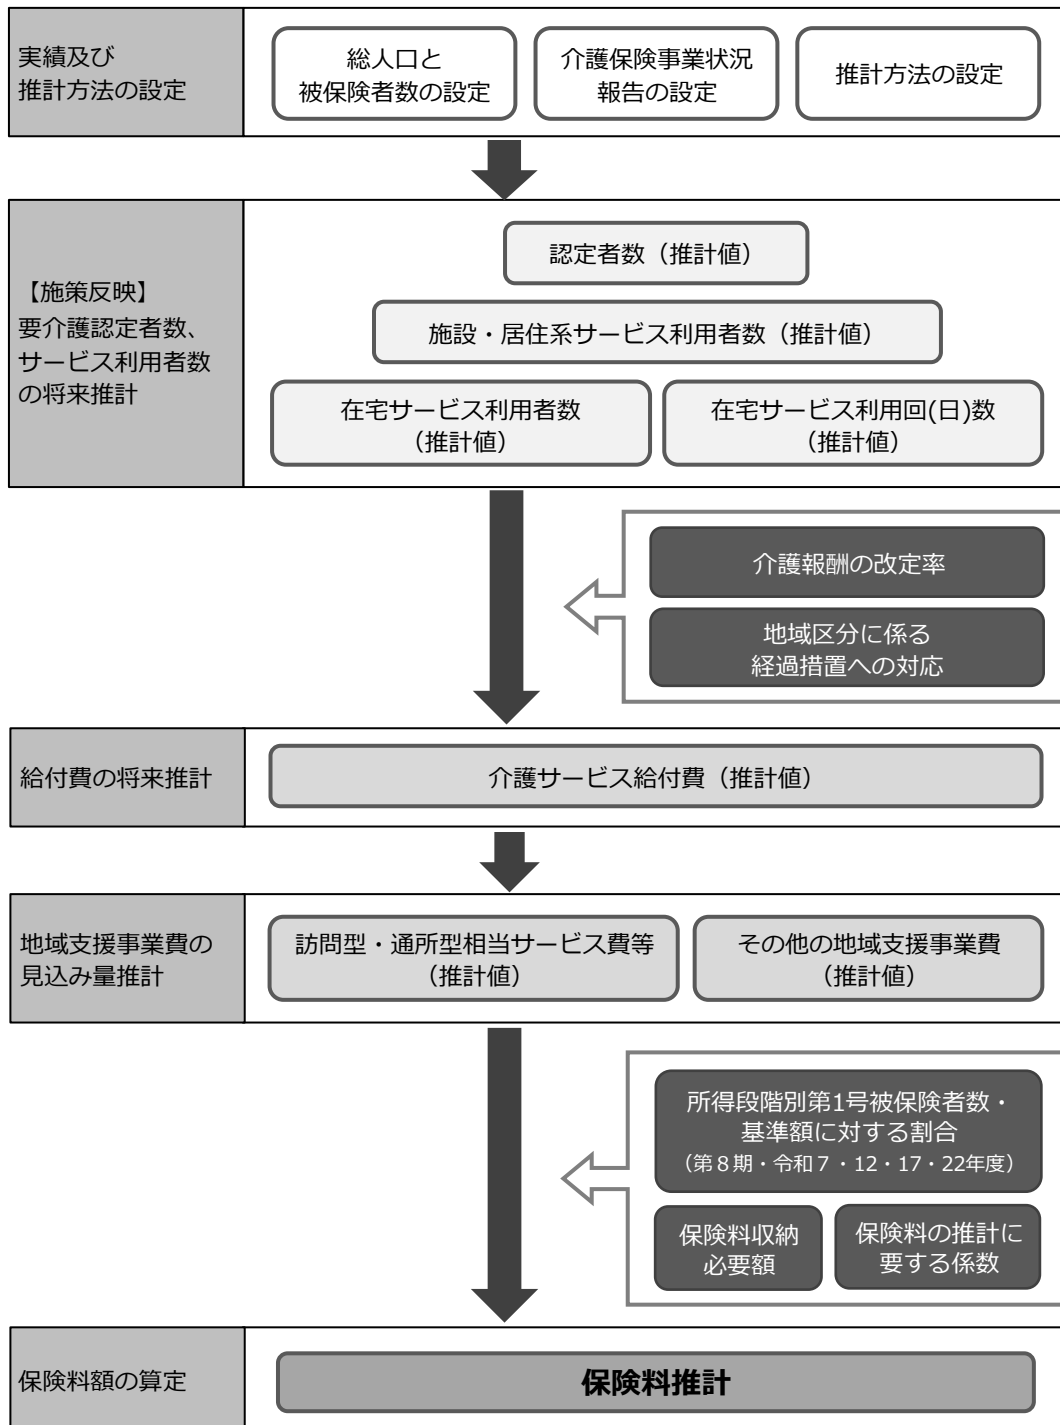 実績及び
推計方法の設定
総人口と
被保険者数の設定
介護保険事業状況
報告の設定
推計方法の設定
【施策反映】
要介護認定者数、
サービス利用者数
の将来推計
認定者数（推計値）
施設・居住系サービス利用者数（推計値）
在宅サービス利用者数
（推計値）
在宅サービス利用回(日)数
（推計値）
介護報酬の改定率
地域区分に係る
経過措置への対応
給付費の将来推計
介護サービス給付費（推計値）
地域支援事業費の
見込み量推計
訪問型・通所型相当サービス費等
（推計値）
その他の地域支援事業費
（推計値）
所得段階別第1号被保険者数・
基準額に対する割合
（第８期・令和７・12・17・22年度）
保険料収納
必要額
保険料の推計に
要する係数
保険料額の算定
保険料推計